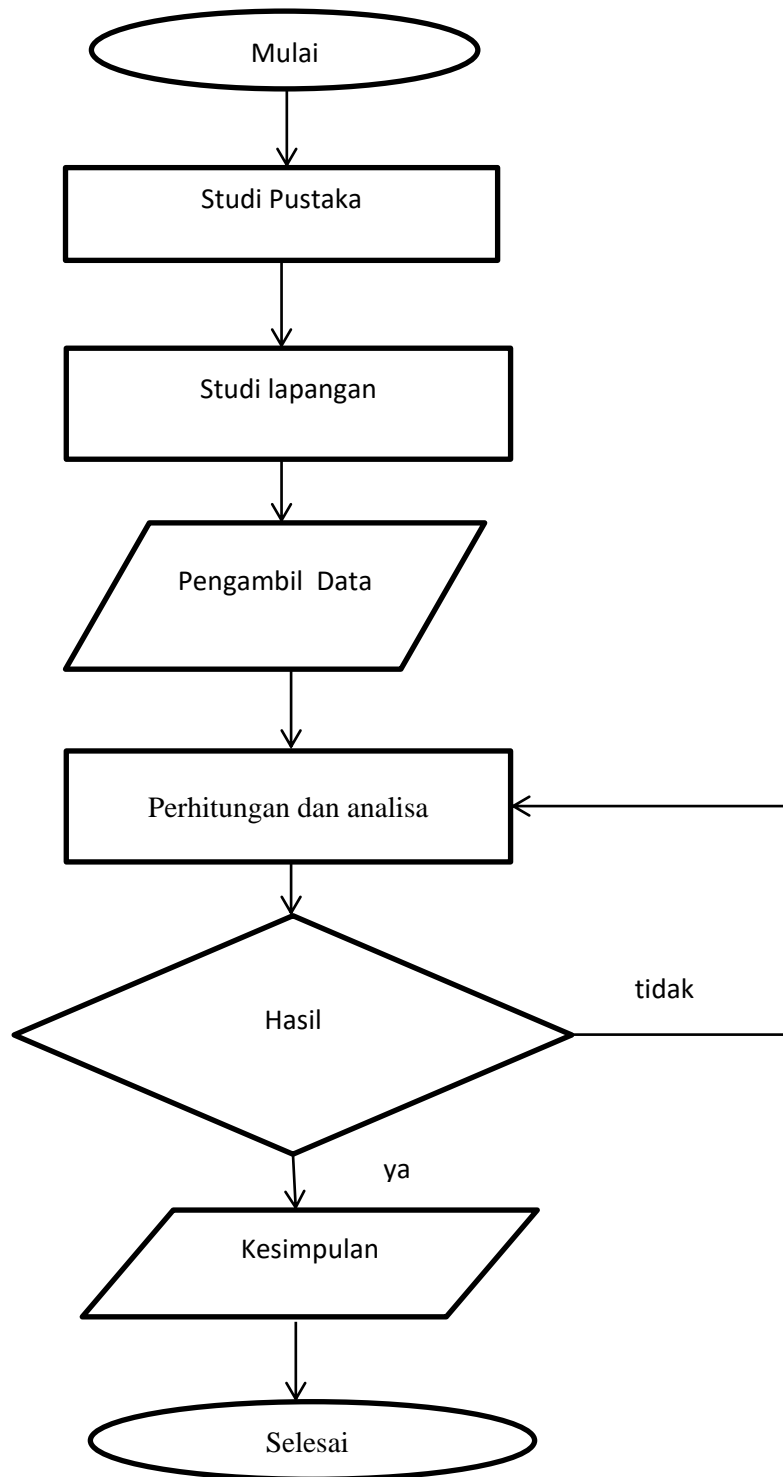 Mulai
Studi Pustaka
Studi lapangan
Pengambil  Data
Perhitungan dan analisa
Hasil
tidak
ya
Kesimpulan
Selesai